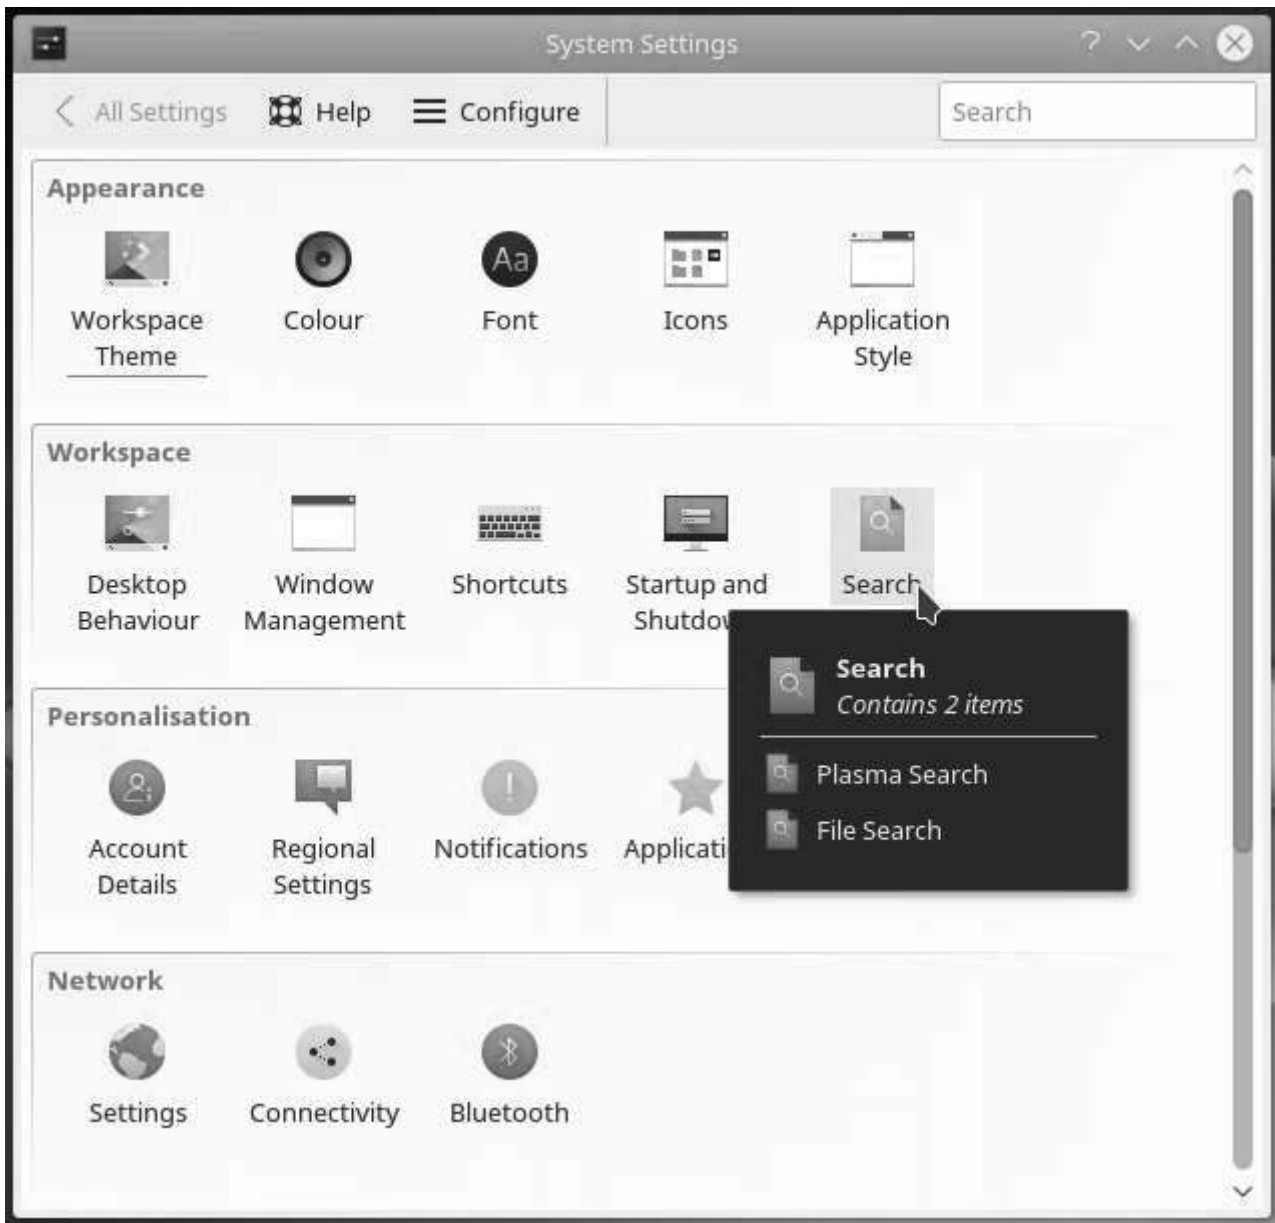 System Settings
All Settings
Help
Configure
Search
Appearance
Workspace
Theme
Colour
Aa
Font
Icons
Application
Style
Workspace
Desktop
Behaviour
Window
Management
Shortcuts
Startup and
Search
Search
Contains 2 items
Plasma Search
File Search
Personalisation
Account
Details
Regional
Settings
Notifications
Network
Settings
Connectivity
Bluetooth